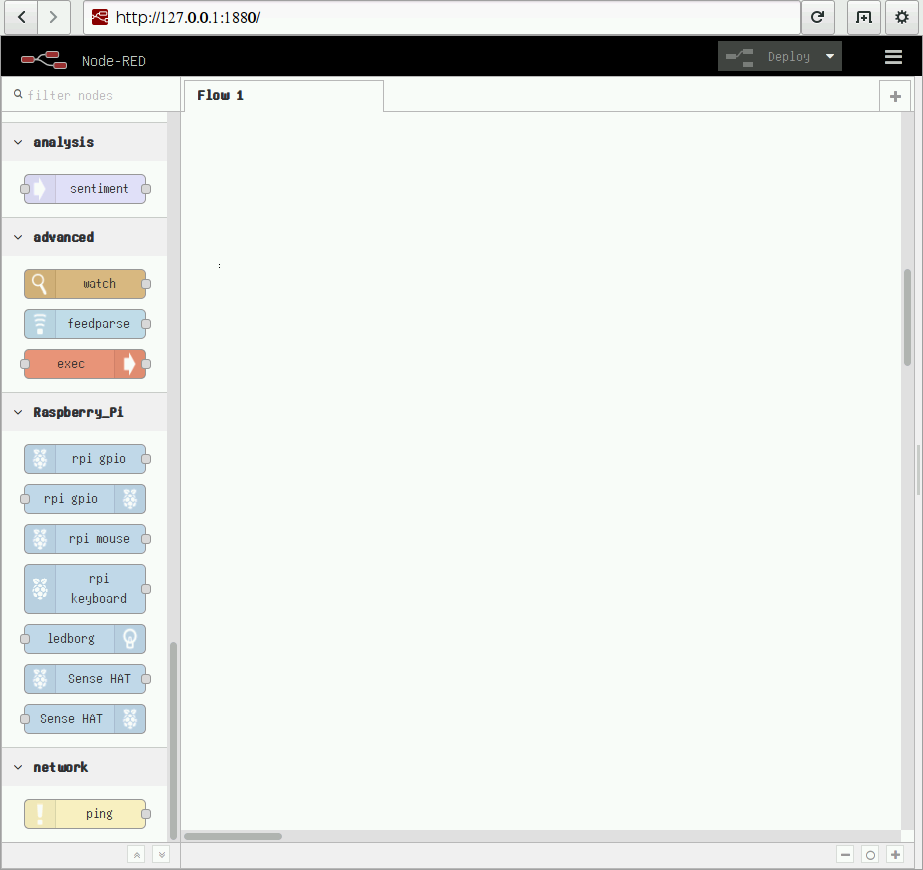 http://127.0.0.1:1880/
Node-RED
Deploy
filter nodes
Flow 1
analysis
sentiment
advanced
watch
feedparse
exec
Raspberry_Pi
rpi gpio
rpi gpio
rpi mouse
rpi
keyboard
ledborg
Sense HAT
Sense HAT
network
ping